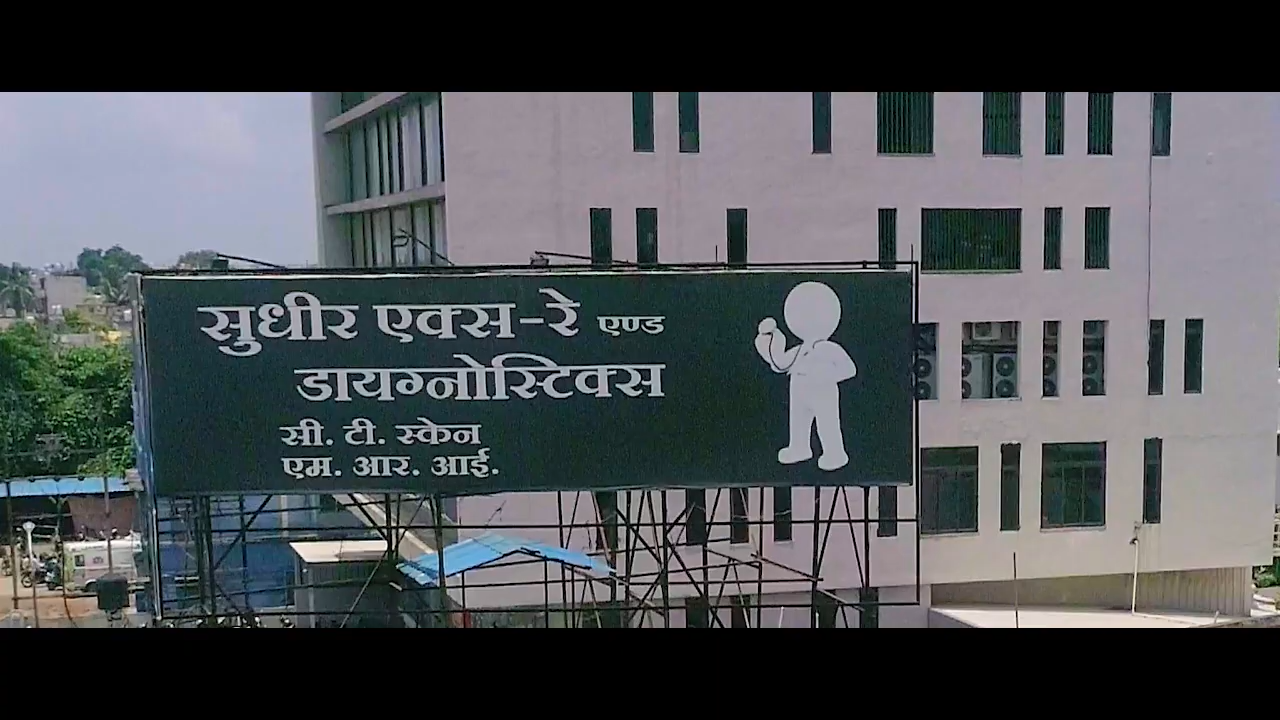 सुधीर एक्स-रे एण्ड
डायग्नोस्टिक्स
सी. टी. स्केन
एम. आर. आई.